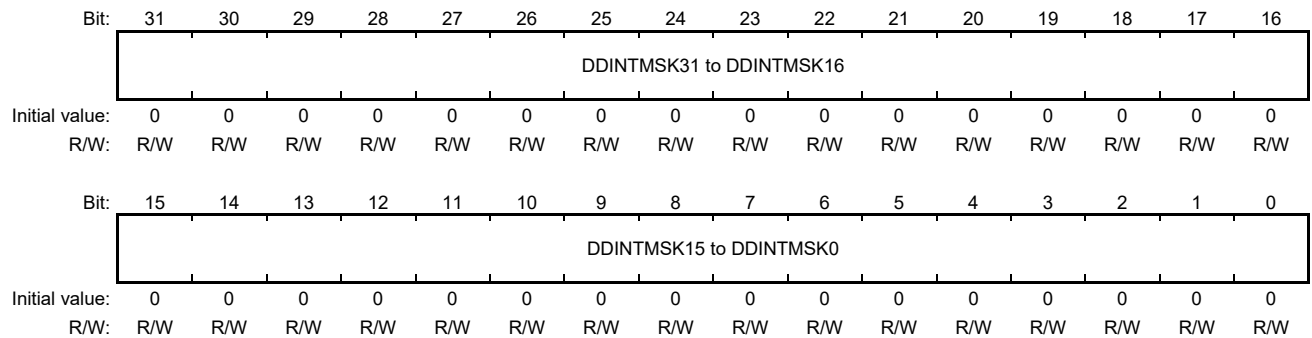 Bit: 31 30 29 28 27 26 25 24 23 22 21 20 19 18 17 16
DDINTMSK31 to DDINTMSK16
Initial value: 0 0 0 0 0 0 0 0 0 0 0 0 0 0 0 0
R/W: R/W R/W R/W R/W R/W R/W R/W R/W R/W R/W R/W R/W R/W R/W R/W R/W
Bit: 15 14 13 12 11 10 9 8 7 6 5 4 3 2 1 0
DDINTMSK15 to DDINTMSK0
Initial value: 0 0 0 0 0 0 0 0 0 0 0 0 0 0 0 0
R/W: R/W R/W R/W R/W R/W R/W R/W R/W R/W R/W R/W R/W R/W R/W R/W R/W